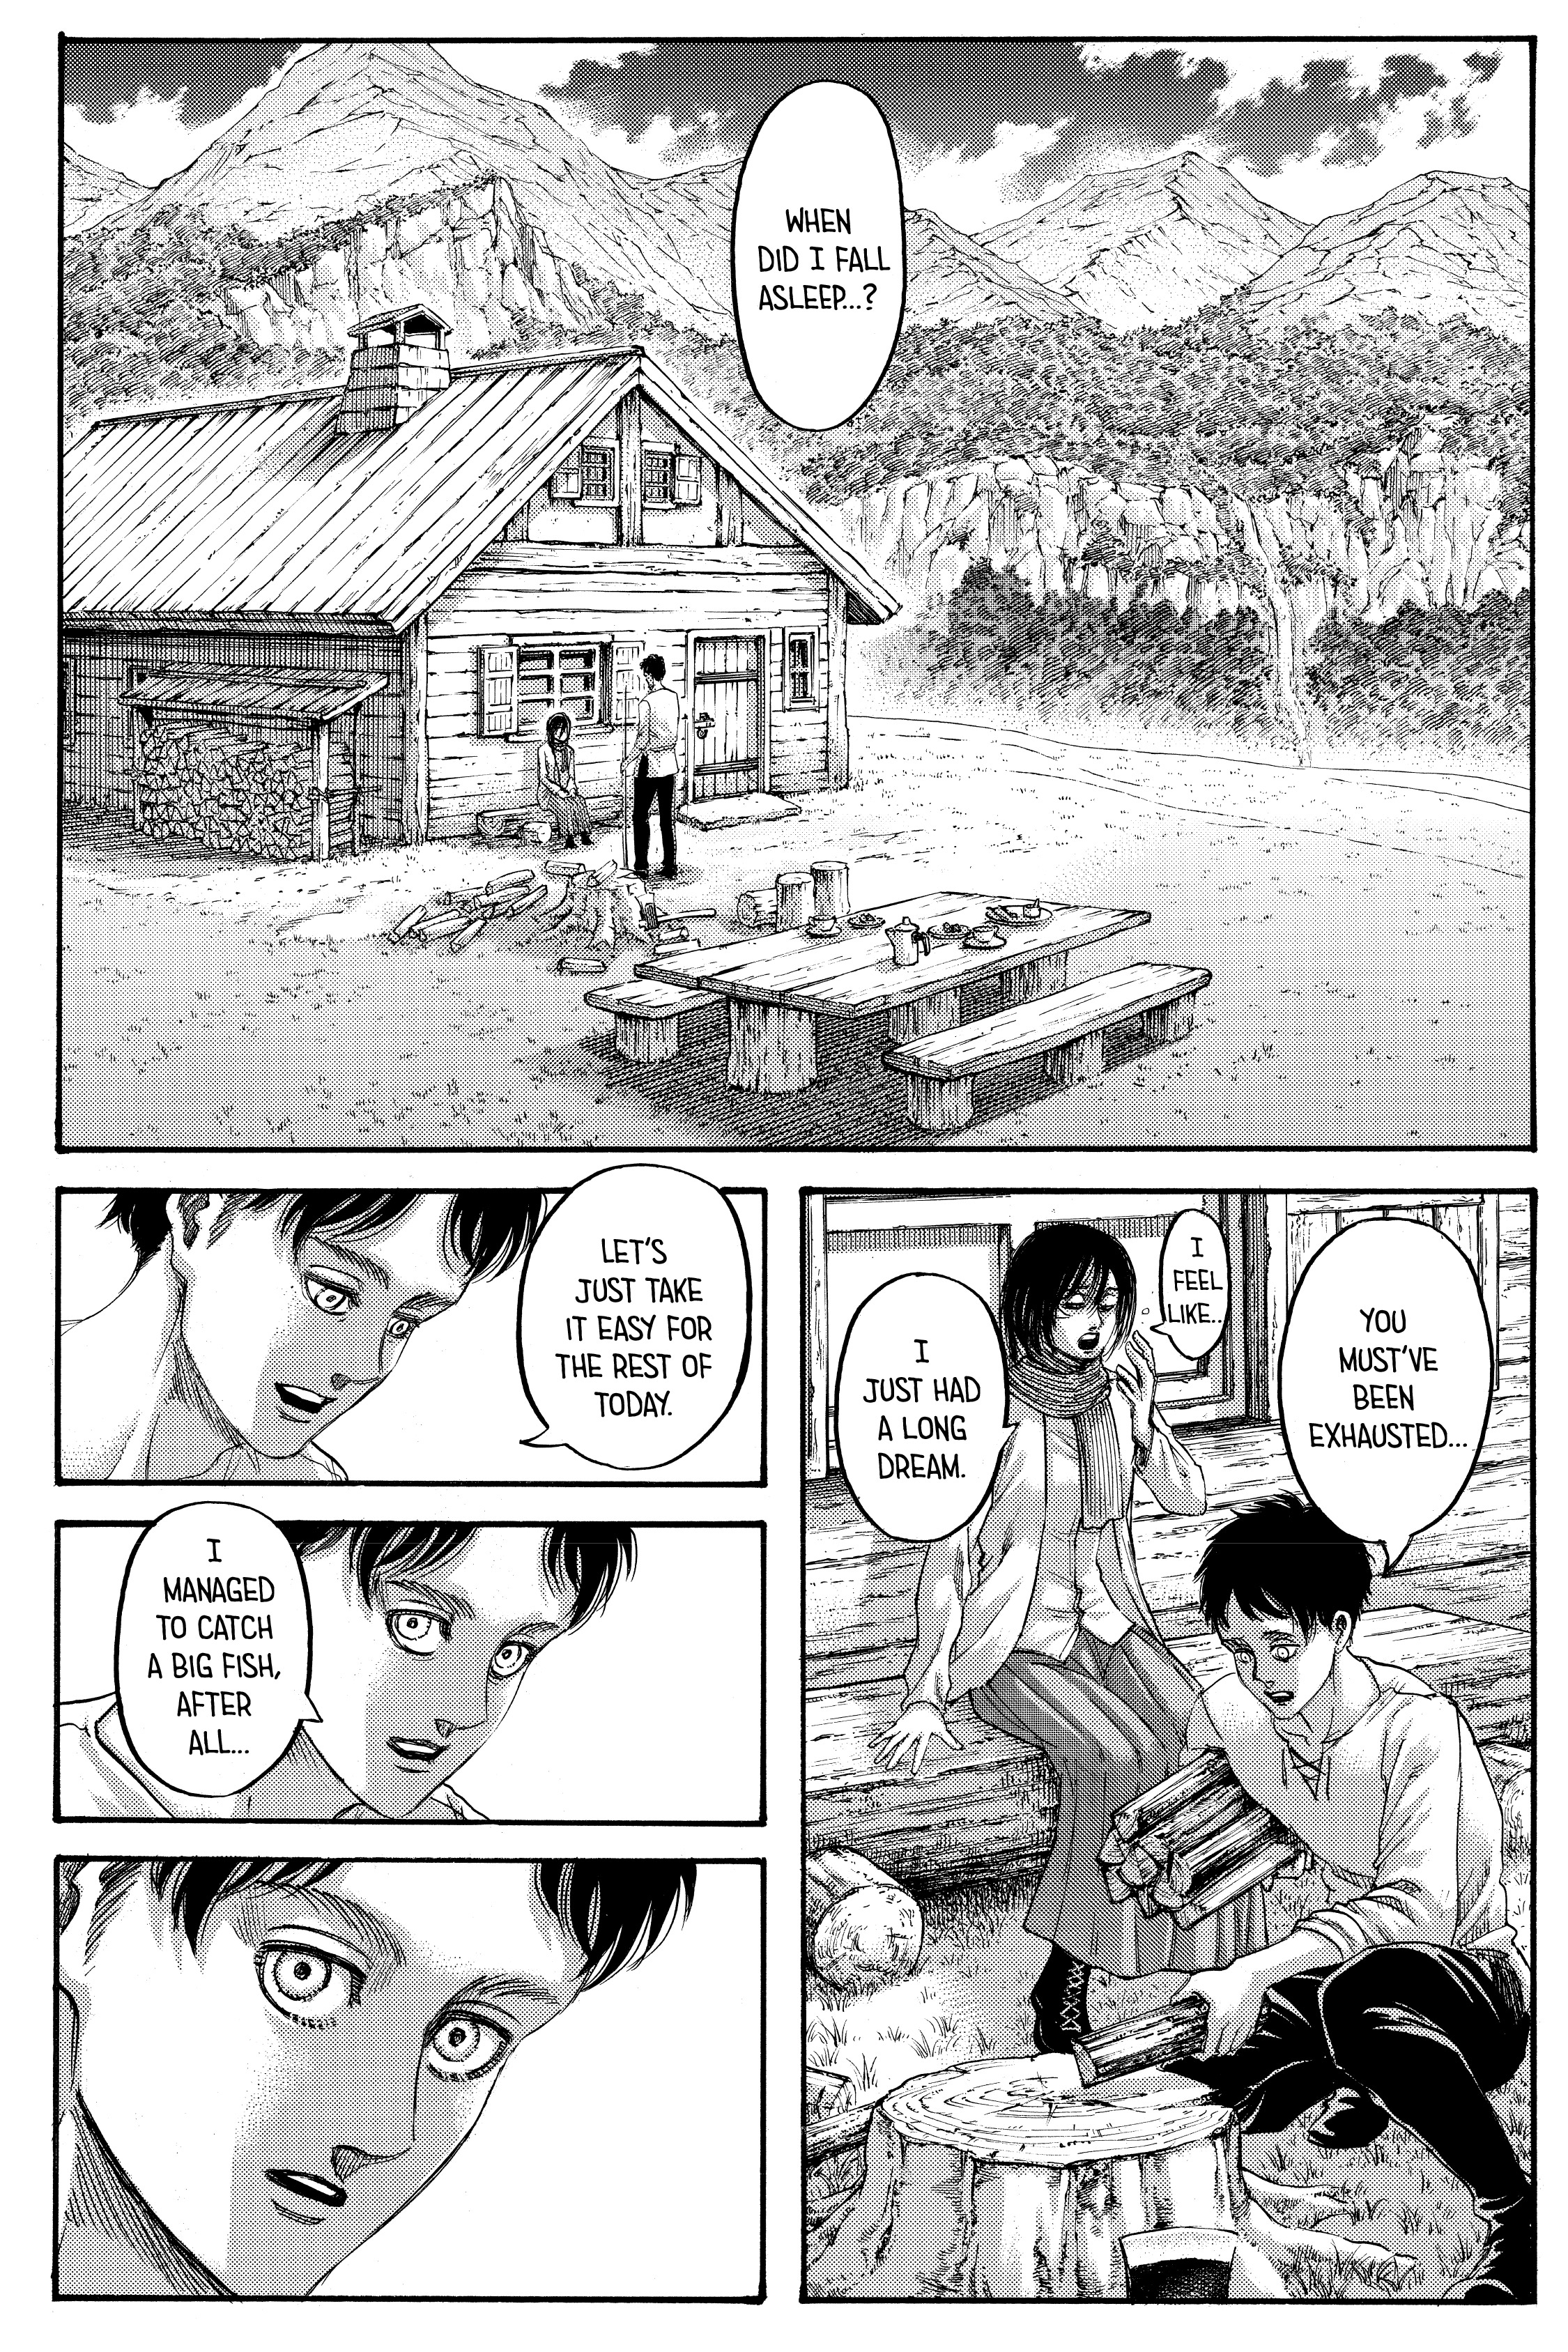 WHEN
DID I FALL
ASLEEP...?
YOU
MUST'VE
BEEN
EXHAUSTED...
I
FEEL
LIKE..
I
JUST HAD
A LONG
DREAM.
LET'S
JUST TAKE
IT EASY FOR
THE REST OF
TODAY.
I
MANAGED
TO CATCH
A BIG FISH,
AFTER
ALL...